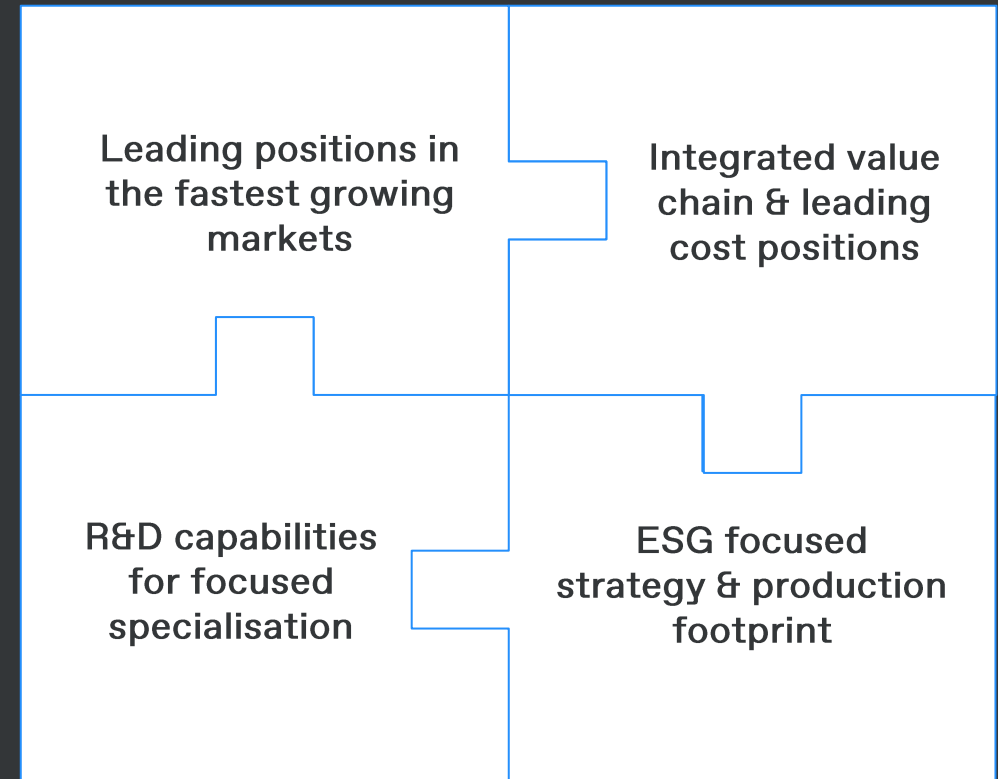 Leading positions in
the fastest growing
markets
Integrated value
chain & leading
cost positions
R&D capabilities
for focused
specialisation
ESG focused
strategy & production
footprint